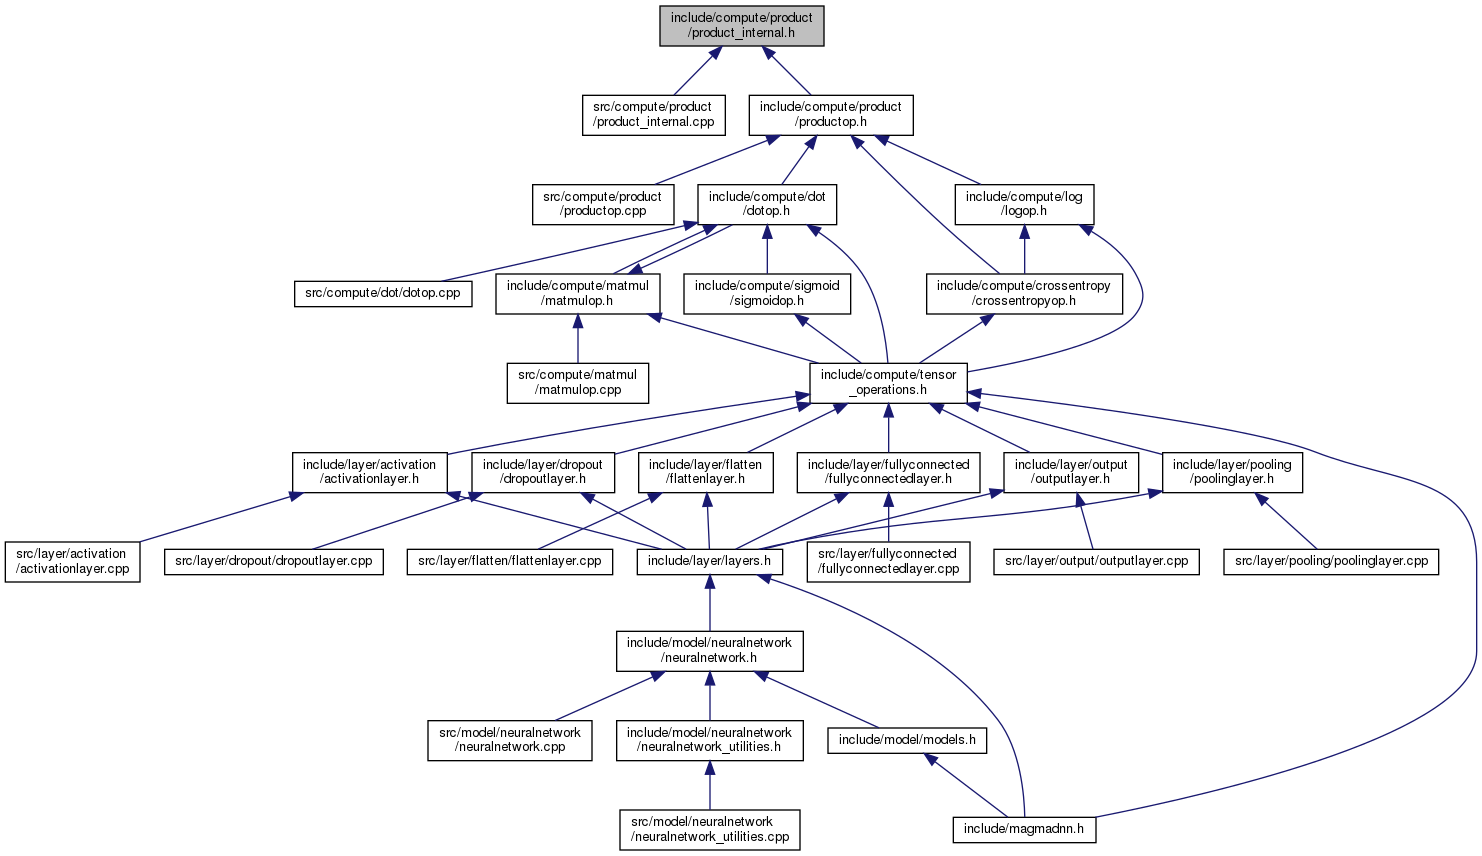 include/compute/product
/product_internal.h
src/compute/product
/product_internal.cpp
include/compute/product
/productop.h
src/compute/product
/productop.cpp
include/compute/dot
/dotop.h
include/compute/log
/logop.h
src/compute/dot/dotop.cpp
include/compute/matmul
/matmulop.h
include/compute/sigmoid
/sigmoidop.h
include/compute/crossentropy
/crossentropyop.h
src/compute/matmul
/matmulop.cpp
include/compute/tensor
_operations.h
include/layer/activation
/activationlayer.h
include/layer/dropout
/dropoutlayer.h
include/layer/flatten
/flattenlayer.h
include/layer/fullyconnected
/fullyconnectedlayer.h
include/layer/output
/outputlayer.h
include/layer/pooling
/poolinglayer.h
src/layer/activation
/activationlayer.cpp
src/layer/dropout/dropoutlayer.cpp
src/layer/flatten/flattenlayer.cpp
include/layer/layers.h
src/layer/fullyconnected
/fullyconnectedlayer.cpp
src/layer/output/outputlayer.cpp
src/layer/pooling/poolinglayer.cpp
include/model/neuralnetwork
/neuralnetwork.h
src/model/neuralnetwork
/neuralnetwork.cpp
include/model/neuralnetwork
/neuralnetwork_utilities.h
include/model/models.h
src/model/neuralnetwork
/neuralnetwork_utilities.cpp
include/magmadnn.h